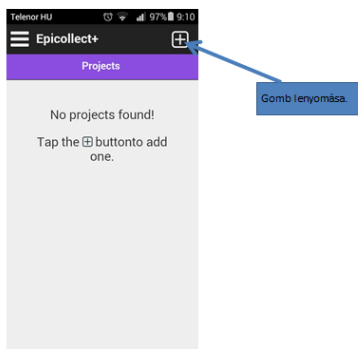 Telenor HU 97% 9:10
Epicollect+
Projects
Gomb lenyomása.
No projects found!
Tap the buttonto add
one.